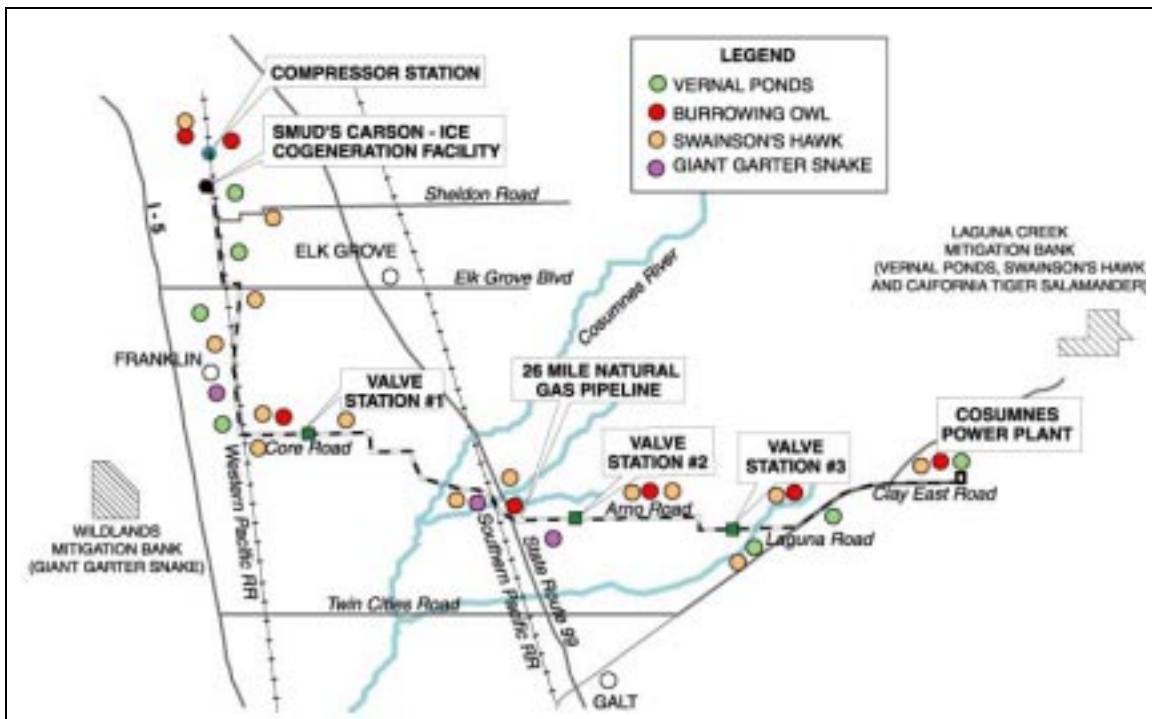 LEGEND
VERNAL PONDS
BURROWING OWL
SWAINSON'S HAWK
GIANT GARTER SNAKE
COMPRESSOR STATION
SMUD'S CARSON - ICE
COGENERATION FACILITY
I-5
Sheldon Road
ELK GROVE
Elk Grove Blvd
Cosumnes River
LAGUNA CREEK
MITIGATION BANK
(VERNAL PONDS, SWAINSON'S HAWK
AND CAIFORNIA TIGER SALAMANDER)
FRANKLIN
VALVE
STATION #1
26 MILE NATURAL
GAS PIPELINE
COSUMNES
POWER PLANT
VALVE
STATION #2
VALVE
STATION #3
Core Road
Western Pacific RR
Arno Road
Clay East Road
Laguna Road
WILDLANDS
MITIGATION BANK
(GIANT GARTER SNAKE)
Southern Pacific RR
State Route 99
Twin Cities Road
GALT